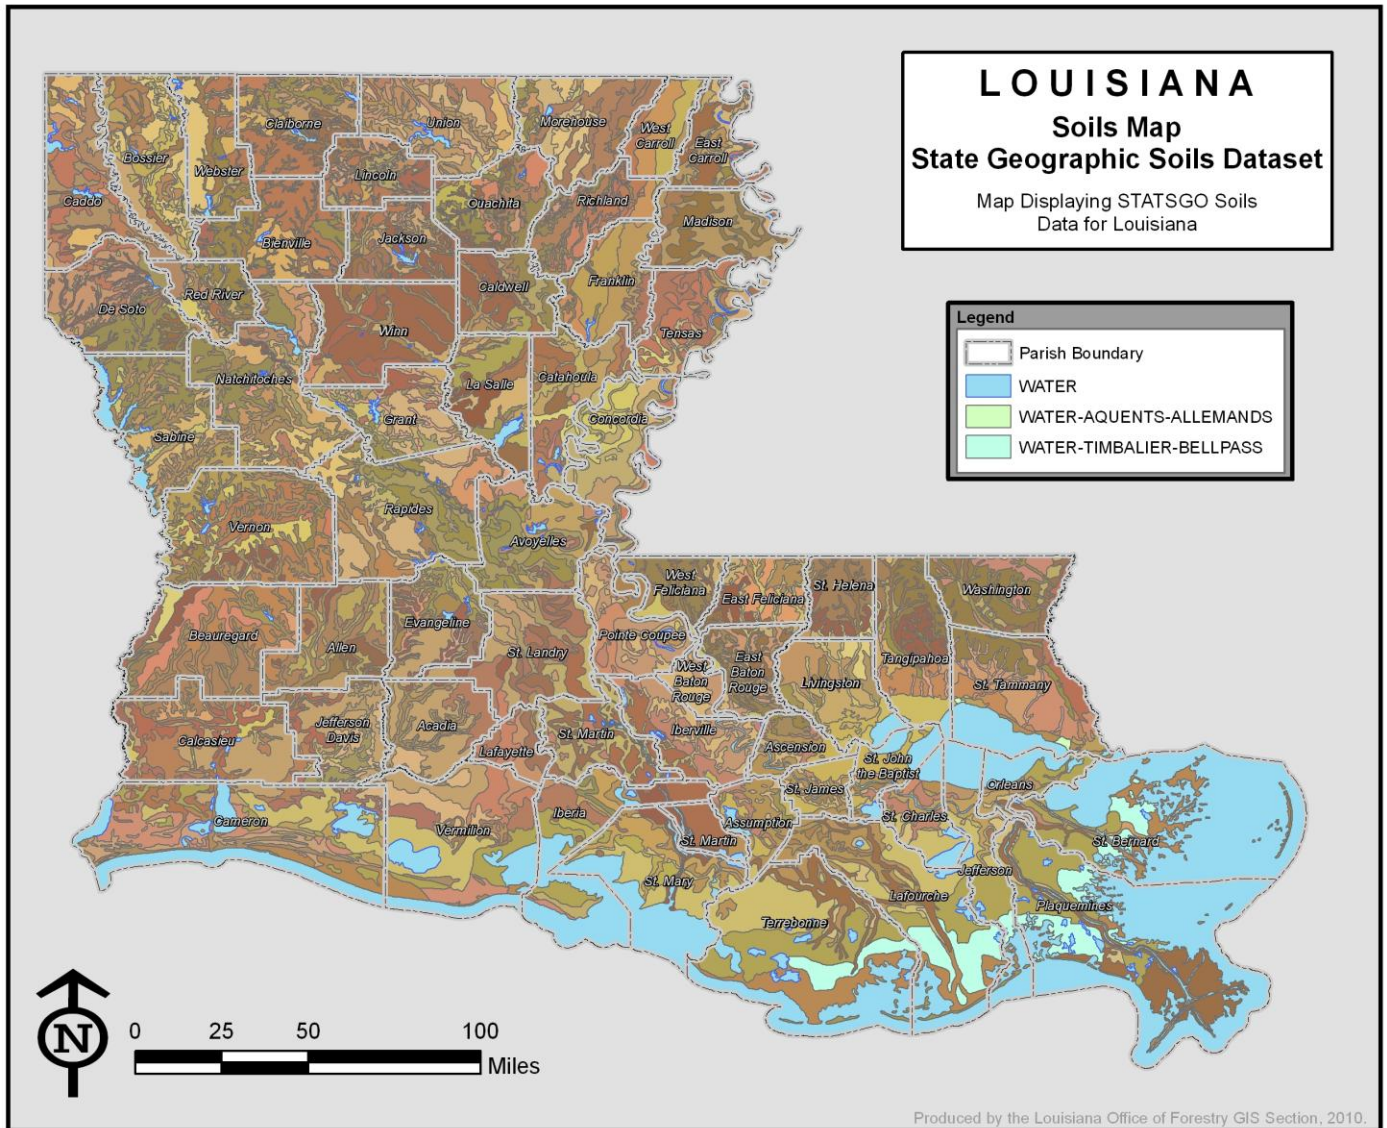 LOUISIANA
Soils Map
State Geographic Soils Dataset
Map Displaying STATSGO Soils
Data for Louisiana
Legend
Parish Boundary
WATER
WATER-AQUENTS-ALLEMANDS
WATER-TIMBALIER-BELLPASS
Caddo
Bossier
Webster
Claiborne
Lincoln
Union
Morehouse
West
Carroll
East
Carroll
Ouachita
Richland
Madison
Bienville
Jackson
De Soto
Red River
Caldwell
Franklin
Tensas
Winn
Natchitoches
La Salle
Catahoula
Concordia
Grant
Sabine
Vernon
Rapides
Avoyelles
West
Feliciana
East Feliciana
St. Helena
Washington
Beauregard
Allen
Evangeline
St. Landry
Pointe Coupee
West
Baton
Rouge
East
Baton
Rouge
Livingston
Tangipahoa
St. Tammany
Calcasieu
Jefferson
Davis
Acadia
Lafayette
St. Martin
Iberville
Ascension
St. John
the Baptist
St. James
Orleans
Cameron
Vermilion
Iberia
St. Martin
Assumption
St. Charles
St. Bernard
St. Mary
Jefferson
Lafourche
Plaquemines
Terrebonne
N
0 25 50 100
Miles
Produced by the Louisiana Office of Forestry GIS Section, 2010.